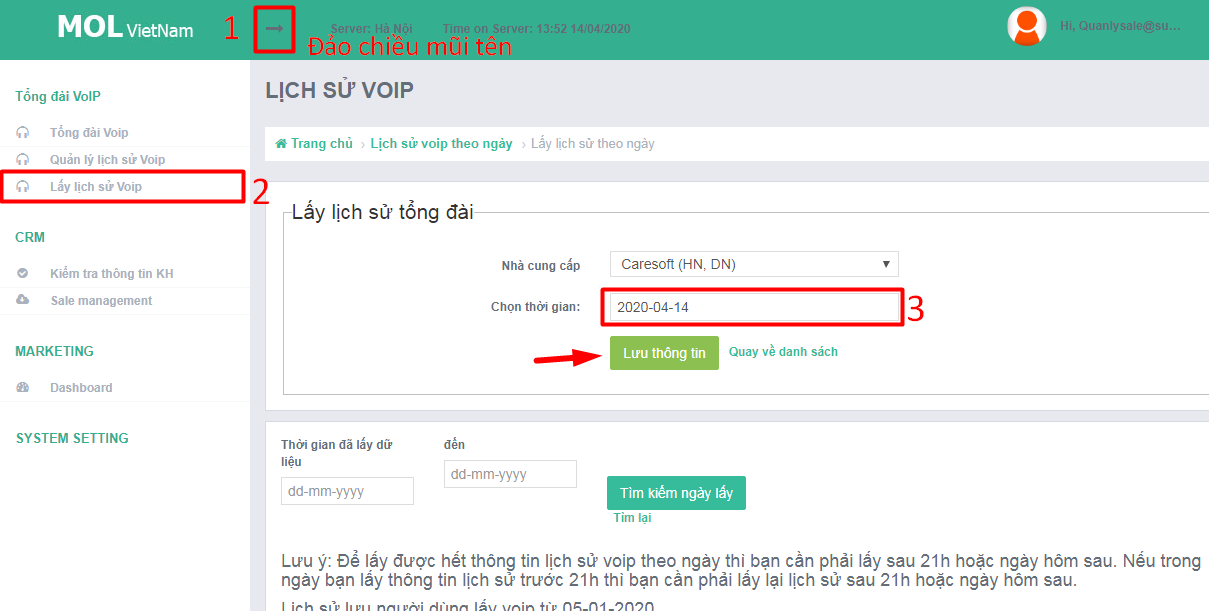 MOL VietNam
1
Server: Hà Nội
Time on Server: 13:52 14/04/2020
Hi, Quanlysale@su...
Đảo chiều mũi tên
Tổng đài VoIP
Tổng đài Voip
Quản lý lịch sử Voip
Lấy lịch sử Voip
2
CRM
Kiểm tra thông tin KH
Sale management
MARKETING
Dashboard
SYSTEM SETTING
LỊCH SỬ VOIP
Trang chủ › Lịch sử voip theo ngày › Lấy lịch sử theo ngày
Lấy lịch sử tổng đài
Nhà cung cấp
Caresoft (HN, DN)
Chọn thời gian:
2020-04-14
3
Lưu thông tin
Quay về danh sách
Thời gian đã lấy dữ
liệu
dd-mm-yyyy
đến
dd-mm-yyyy
Tìm kiếm ngày lấy
Tìm lại
Lưu ý: Để lấy được hết thông tin lịch sử voip theo ngày thì bạn cần phải lấy sau 21h hoặc ngày hôm sau. Nếu trong
ngày bạn lấy thông tin lịch sử trước 21h thì bạn cần phải lấy lại lịch sử sau 21h hoặc ngày hôm sau.
Lịch sử lưu người dùng lấy voip từ 05-01-2020